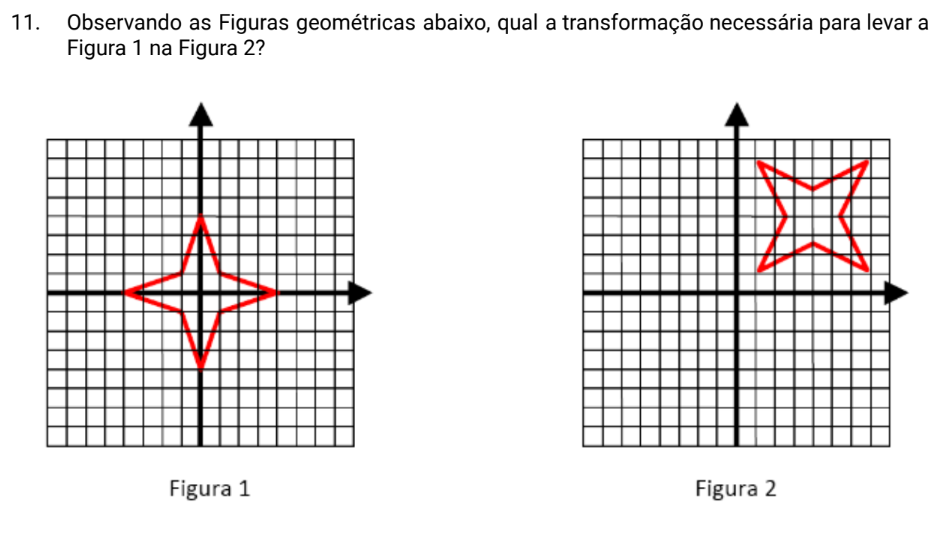 11. Observando as Figuras geométricas abaixo, qual a transformação necessária para levar a
Figura 1 na Figura 2?
Figura 1
Figura 2